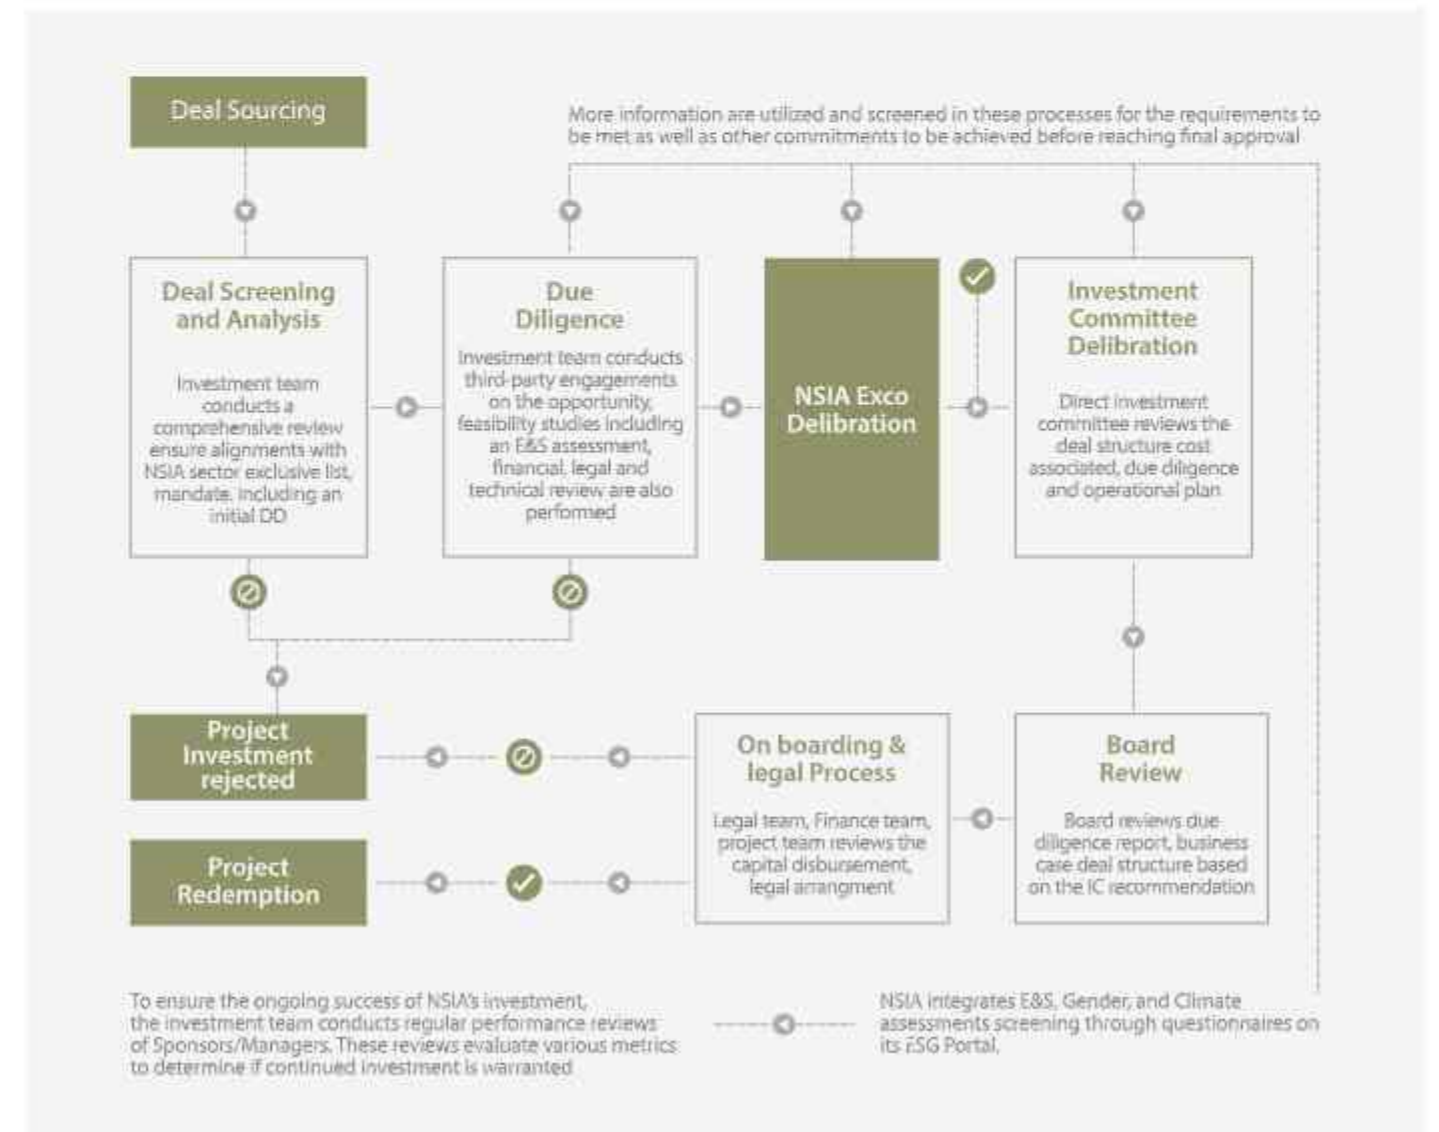 Deal Sourcing
More information are utilized and screened in these processes for the requirements to
be met as well as other commitments to be achieved before reaching final approval
Deal Screening
and Analysis
Investment team
conducts a
comprehensive review
ensure alignments with
NSIA sector exclusive list,
mandate. Including an
initial DD
Due
Diligence
Investment team conducts
third-party engagements
on the opportunity,
feasibility studies including
an E&S assessment,
financial, legal and
technical review are also
performed
NSIA Exco
Delibration
Investment
Committee
Delibration
Direct investment
committee reviews the
deal structure cost
associated, due diligence
and operational plan
Project
Investment
rejected
Project
Redemption
On boarding &
legal Process
Legal team, Finance team,
project team reviews the
capital disbursement,
legal arrangment
Board
Review
Board reviews due
diligence report, business
case deal structure based
on the IC recommendation
To ensure the ongoing success of NSIA's investment,
the investment team conducts regular performance reviews
of Sponsors/Managers. These reviews evaluate various metrics
to determine if continued investment is warranted
NSIA integrates E&S, Gender, and Climate
assessments screening through questionnaires on
its ESG Portal,